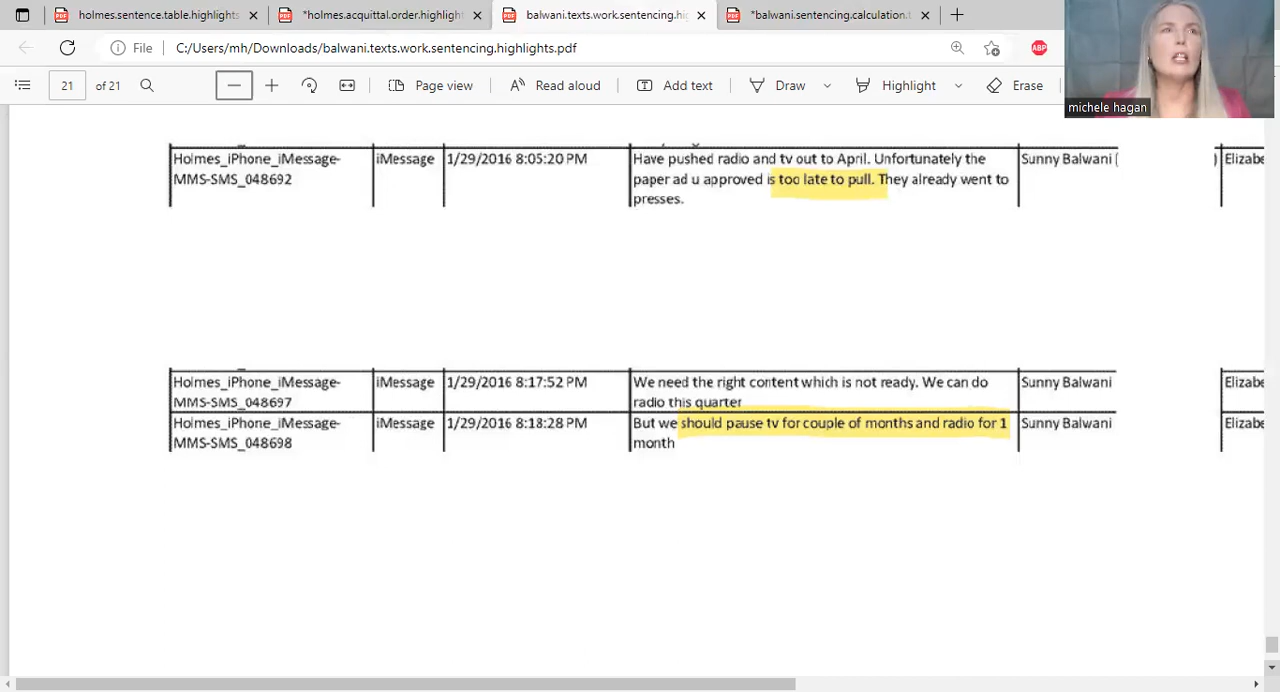 holmes.sentence.table.highlights
*holmes.acquittal.order.highligh
balwani.texts.work.sentencing.hi
*balwani.sentencing.calculation.t
File
C:/Users/mh/Downloads/balwani.texts.work.sentencing.highlights.pdf
ABP
21 of 21
Page view
Read aloud
Add text
Draw
Highlight
Erase
michele hagan
Holmes_iPhone_iMessage-
MMS-SMS_048692
iMessage
1/29/2016 8:05:20 PM
Have pushed radio and tv out to April. Unfortunately the
paper ad u approved is too late to pull. They already went to
presses.
Sunny Balwani ( )
Elizabe
Holmes_iPhone_iMessage-
MMS-SMS_048697
iMessage
1/29/2016 8:17:52 PM
We need the right content which is not ready. We can do
radio this quarter
Sunny Balwani
Elizabe
Holmes_iPhone_iMessage-
MMS-SMS_048698
iMessage
1/29/2016 8:18:28 PM
But we should pause tv for couple of months and radio for 1
month
Sunny Balwani
Elizabe